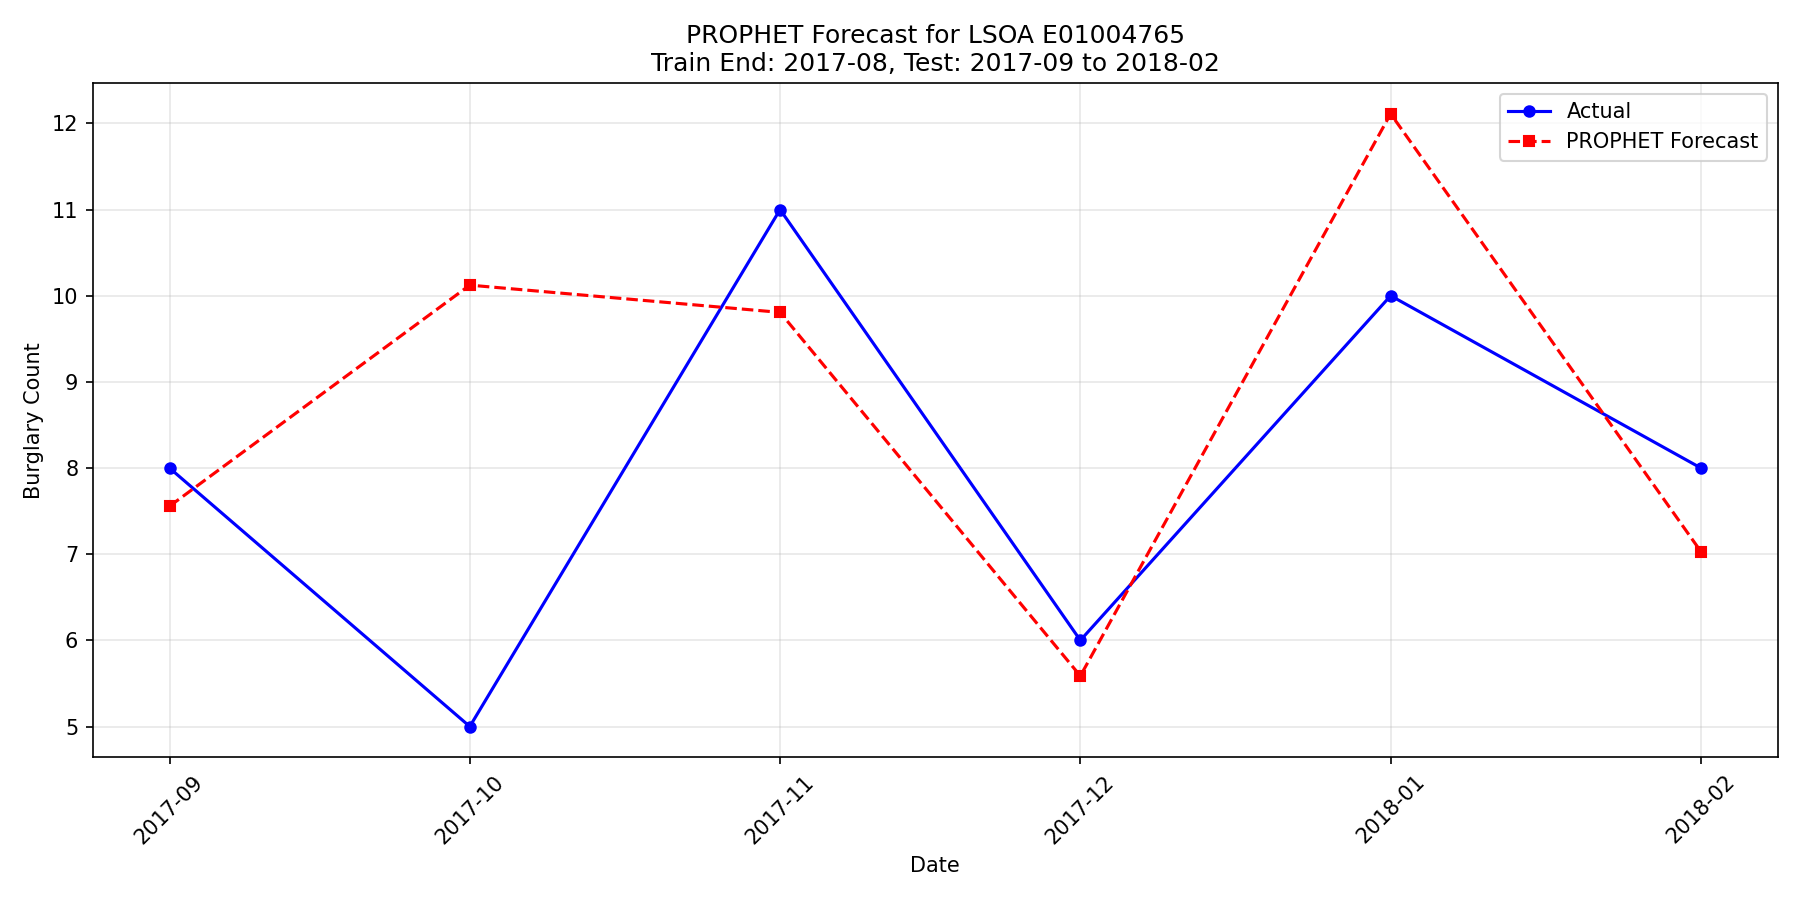 PROPHET Forecast for LSOA E01004765
Train End: 2017-08, Test: 2017-09 to 2018-02
Actual
PROPHET Forecast
Burglary Count
12
11
10
9
8
7
6
5
2017-09
2017-10
2017-11
2017-12
2018-01
2018-02
Date